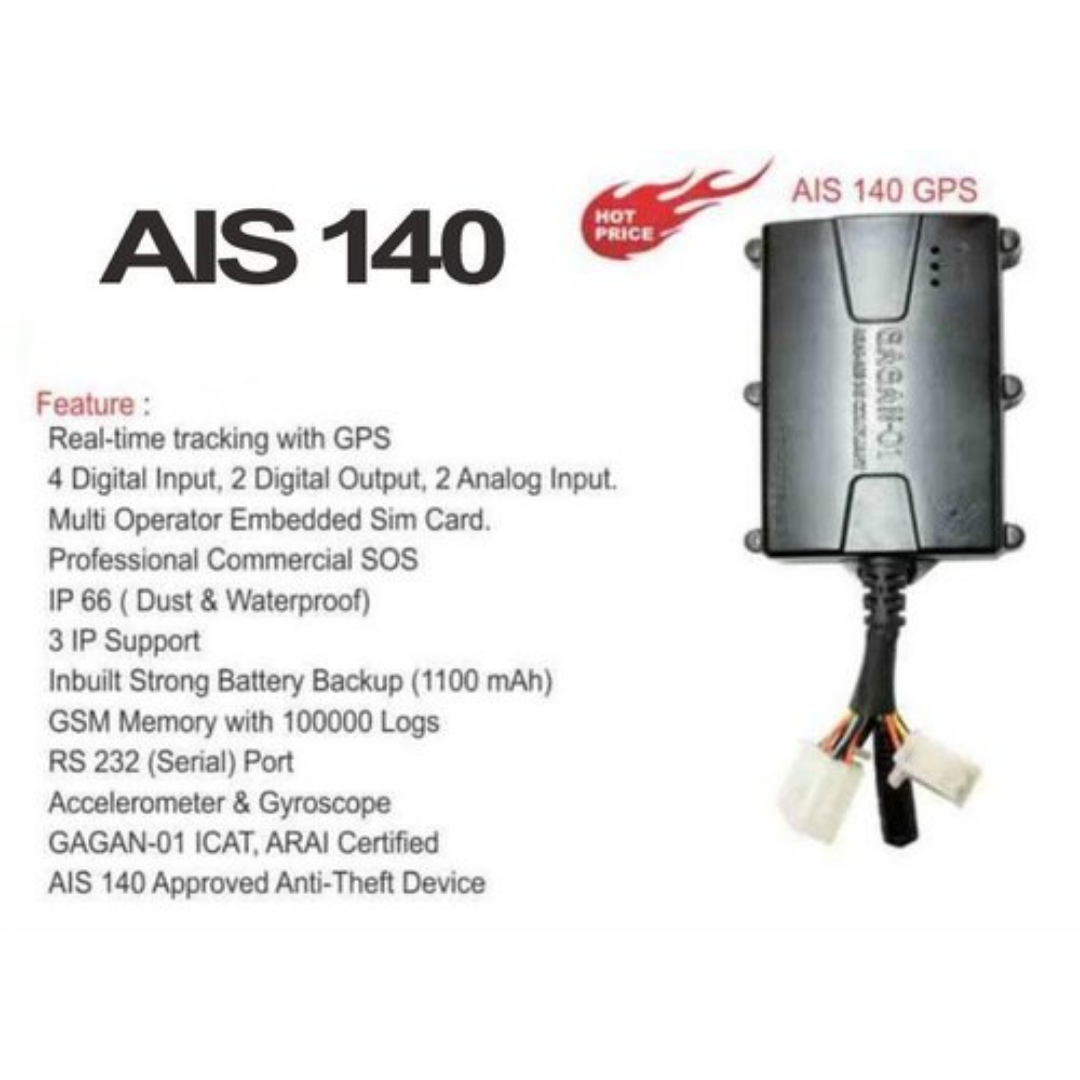 AIS 140
HOT
PRICE
AIS 140 GPS
GAGAN-01
Feature :
Real-time tracking with GPS
4 Digital Input, 2 Digital Output, 2 Analog Input.
Multi Operator Embedded Sim Card.
Professional Commercial SOS
IP 66 ( Dust & Waterproof)
3 IP Support
Inbuilt Strong Battery Backup (1100 mAh)
GSM Memory with 100000 Logs
RS 232 (Serial) Port
Accelerometer & Gyroscope
GAGAN-01 ICAT, ARAI Certified
AIS 140 Approved Anti-Theft Device